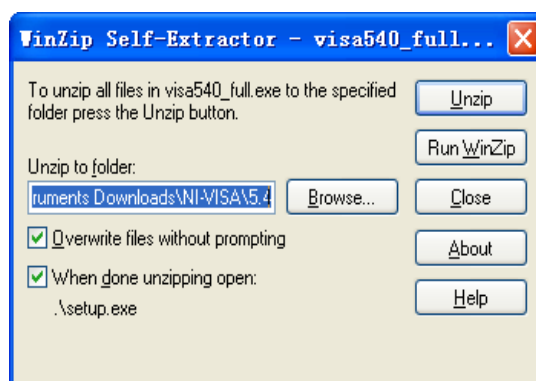 WinZip Self-Extractor - visa540_full...
To unzip all files in visa540_full.exe to the specified
folder press the Unzip button.
Unzip to folder:
ruments Downloads\NI-VISA\5.4
Browse...
Overwrite files without prompting
When done unzipping open:
.\setup.exe
Unzip
Run WinZip
Close
About
Help